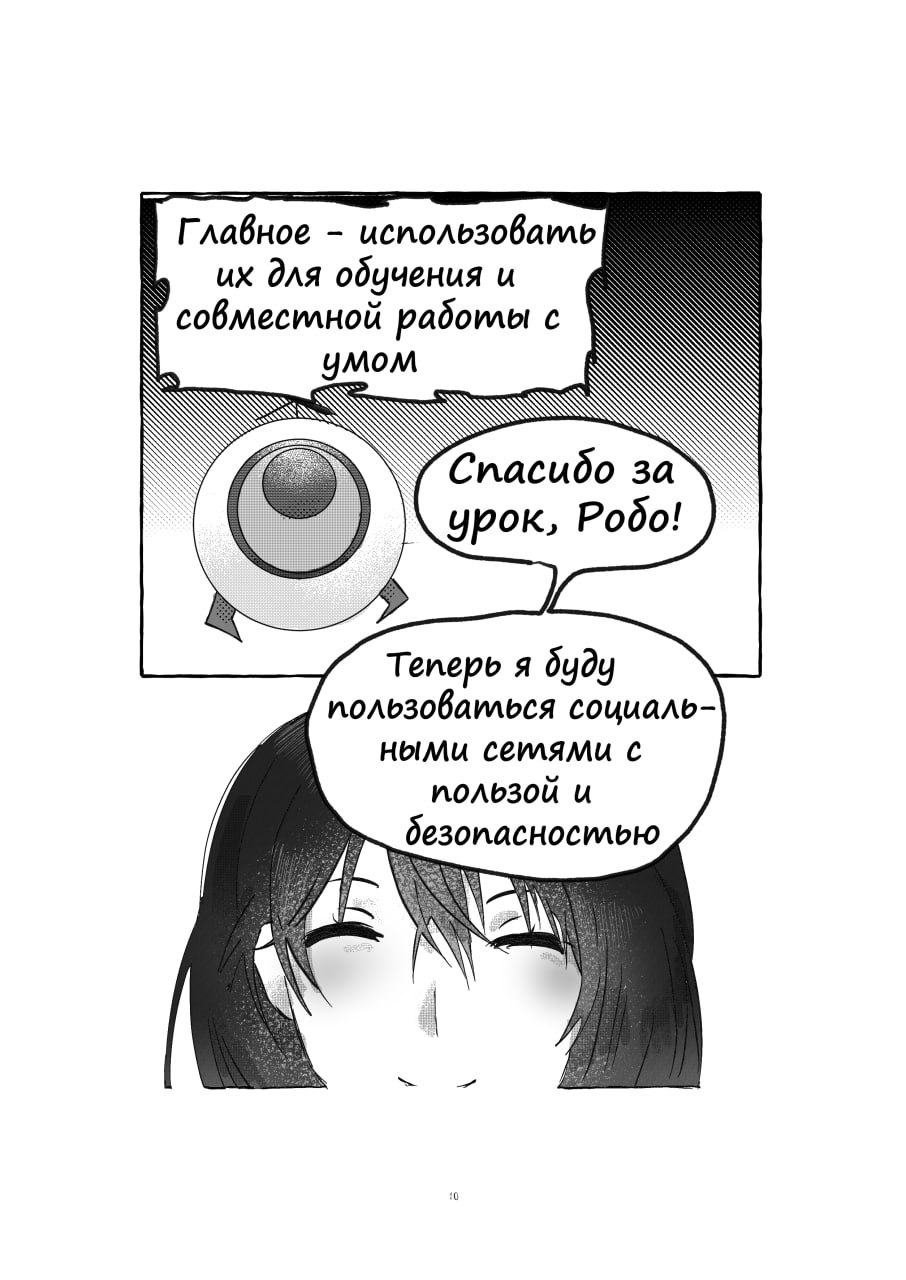 Главное - использовать
их для обучения и
совместной работы с
умом
Спасибо за
урок, Робо!
Теперь я буду
пользоваться социаль-
ными сетями с
пользой и
безопасностью
10